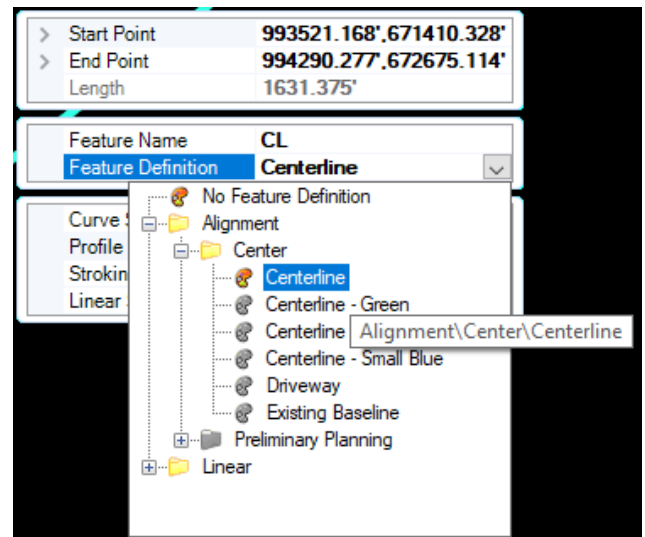 Start Point 993521.168',671410.328'
End Point 994290.277',672675.114'
Length 1631.375'
Feature Name CL
Feature Definition Centerline
No Feature Definition
Curve
Alignment
Profile
Center
Strokin
Centerline
Linear
Centerline - Green
Centerline
Alignment\Center\Centerline
Centerline - Small Blue
Driveway
Existing Baseline
Preliminary Planning
Linear